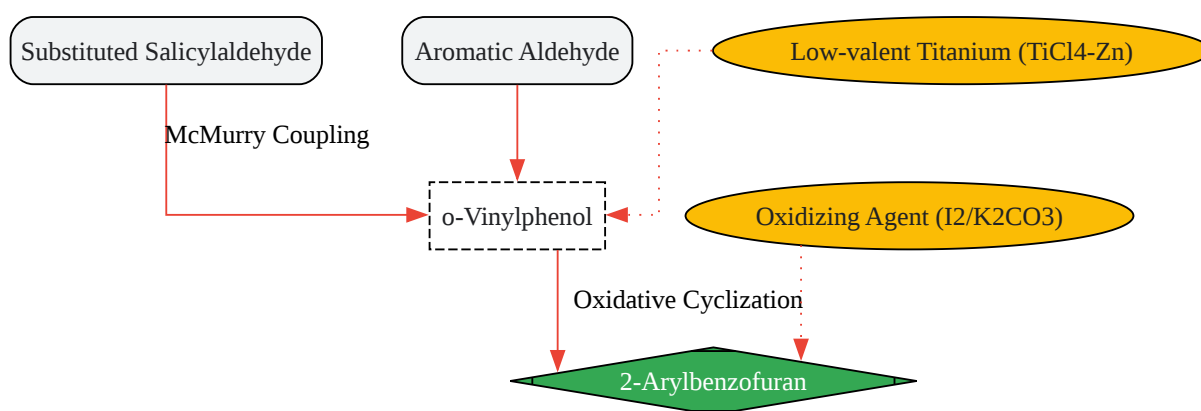 Substituted Salicylaldehyde
Aromatic Aldehyde
Low-valent Titanium (TiCl4-Zn)
McMurry Coupling
o-Vinylphenol
Oxidizing Agent (I2/K2CO3)
Oxidative Cyclization
2-Arylbenzofuran